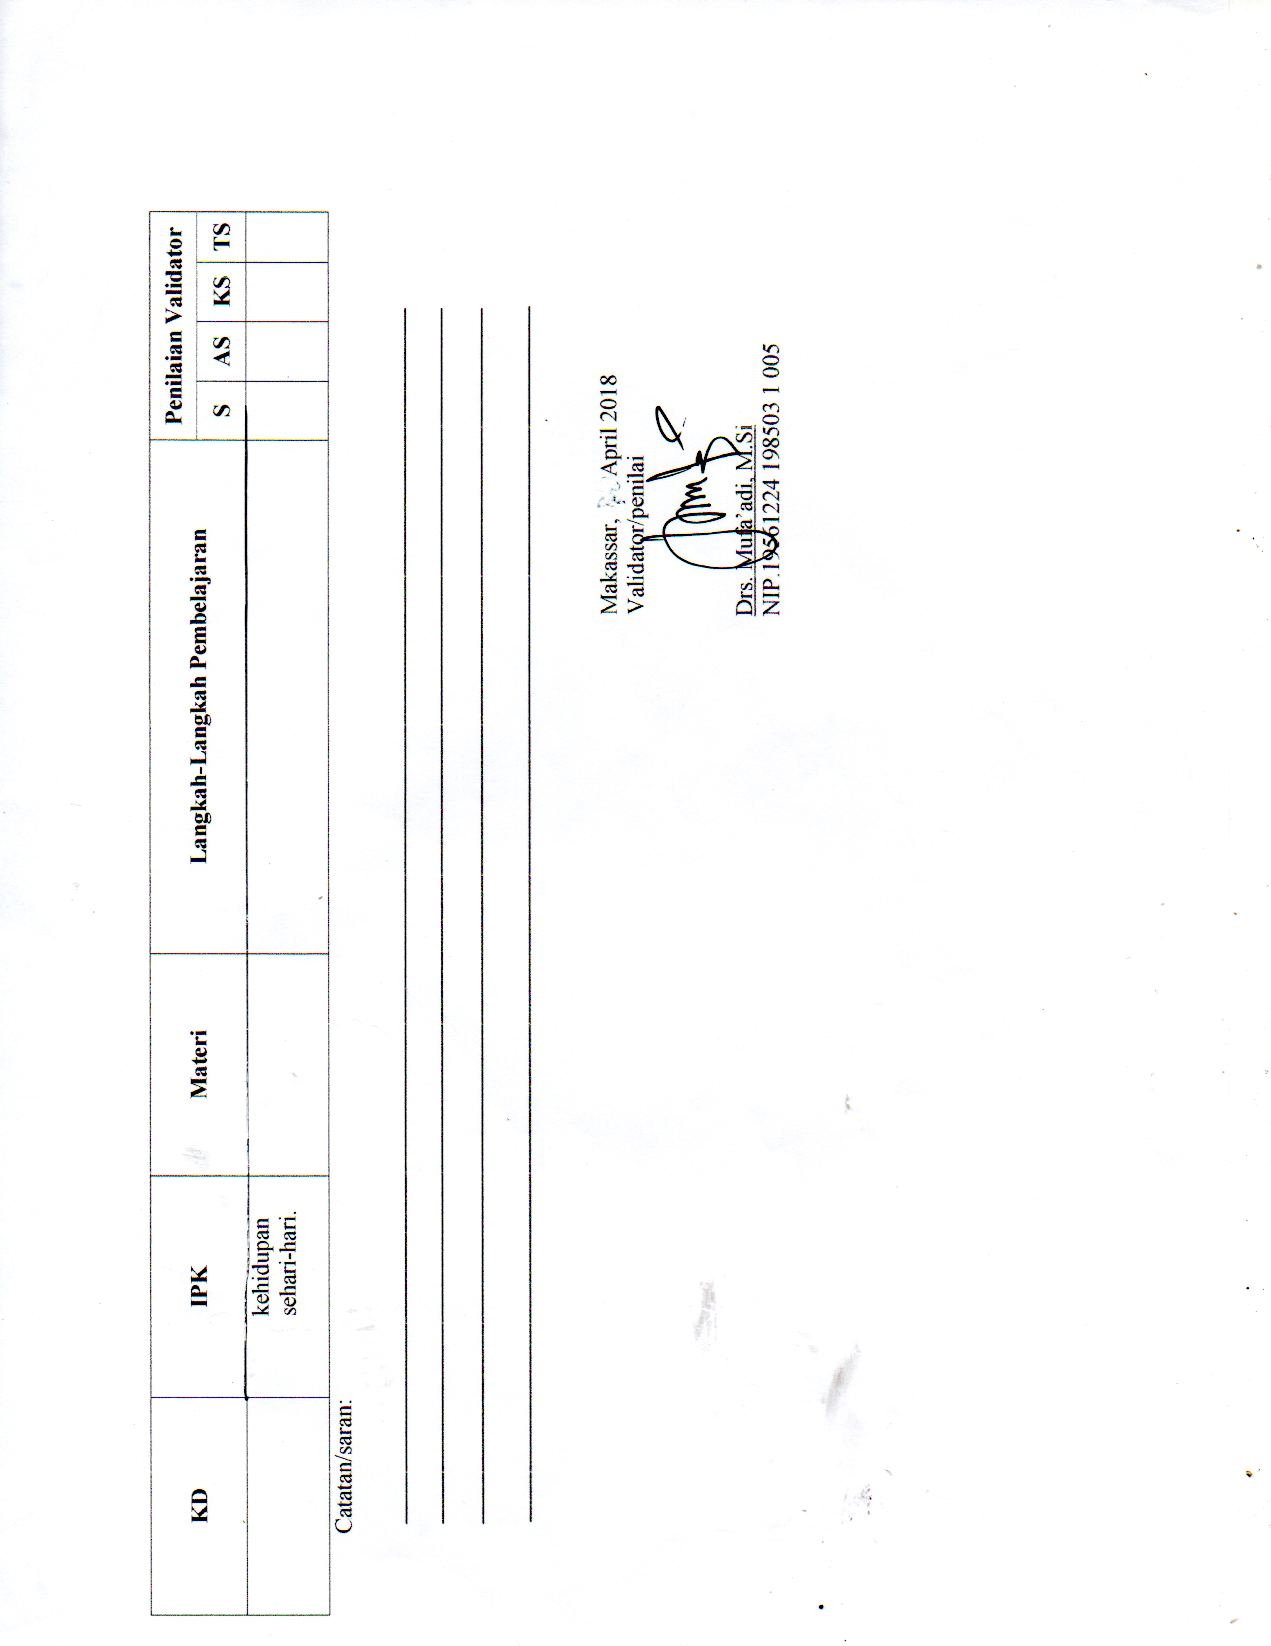 KD IPK Materi Langkah-Langkah Pembelajaran Penilaian Validator
S AS KS TS
kehidupan
sehari-hari.
Catatan/saran:
Makassar, April 2018
Validator/penilai
Drs. Mufa'adi, M.Si
NIP.19561224 198503 1 005